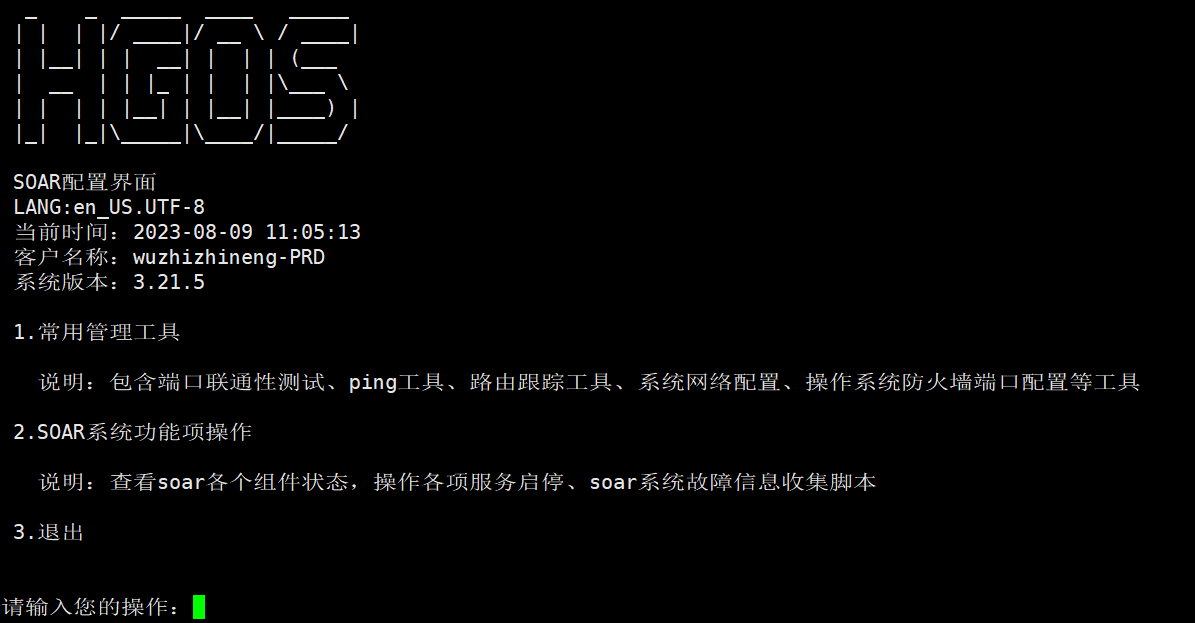 HGOS
SOAR配置界面
LANG:en_US.UTF-8
当前时间：2023-08-09 11:05:13
客户名称：wuzhizhineng-PRD
系统版本：3.21.5
1.常用管理工具
说明：包含端口联通性测试、ping工具、路由跟踪工具、系统网络配置、操作系统防火墙端口配置等工具
2.SOAR系统功能项操作
说明：查看soar各个组件状态，操作各项服务启停、soar系统故障信息收集脚本
3.退出
请输入您的操作：